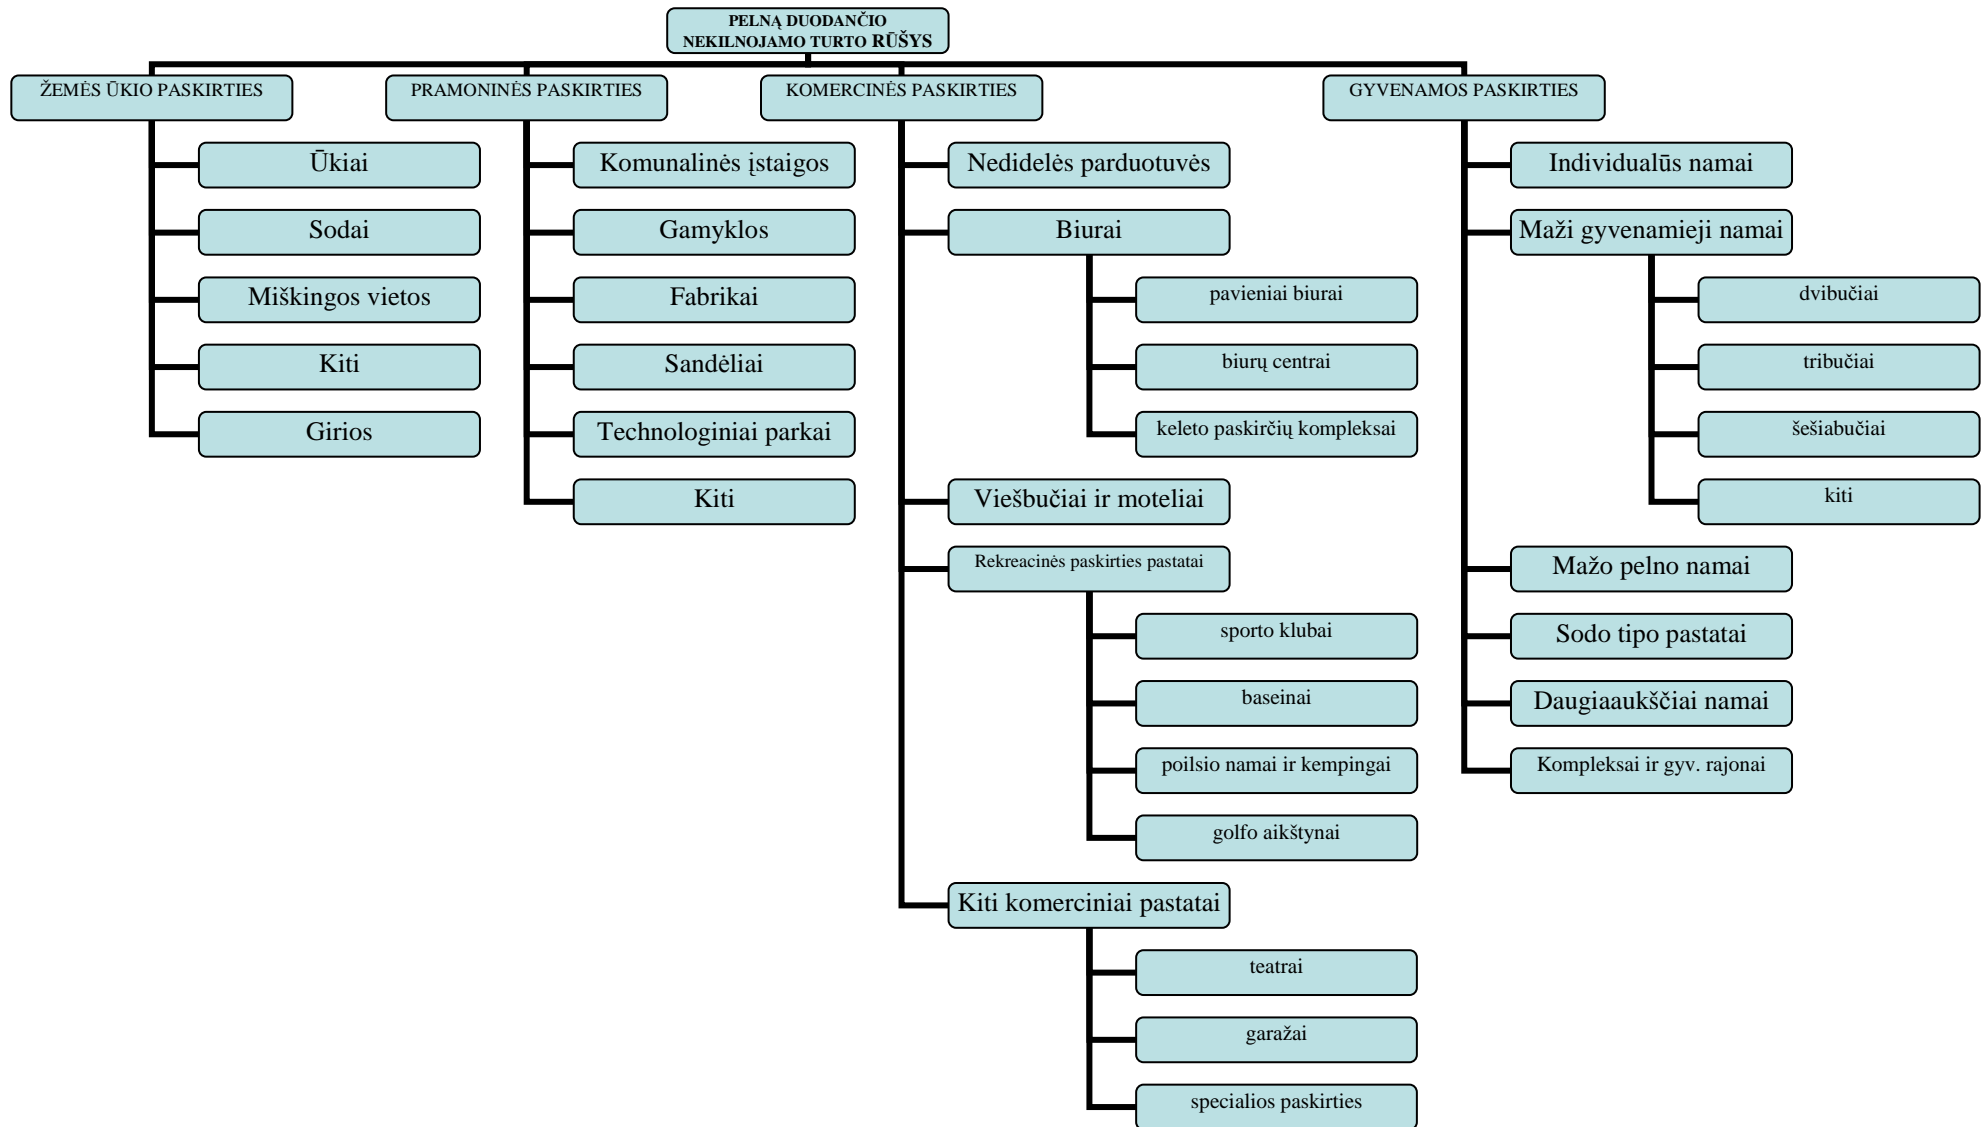 PELNĄ DUODANČIO
NEKILNOJAMO TURTO RŪŠYS
ŽEMĖS ŪKIO PASKIRTIES
Ūkiai
Sodai
Miškingos vietos
Kiti
Girios
PRAMONINĖS PASKIRTIES
Komunalinės įstaigos
Gamyklos
Fabrikai
Sandėliai
Technologiniai parkai
Kiti
KOMERCINĖS PASKIRTIES
Nedidelės parduotuvės
Biurai
pavieniai biurai
biurų centrai
keleto paskirčių kompleksai
Viešbučiai ir moteliai
Rekreacinės paskirties pastatai
sporto klubai
baseinai
poilsio namai ir kempingai
golfo aikštynai
Kiti komerciniai pastatai
teatrai
garažai
specialios paskirties
GYVENAMOS PASKIRTIES
Individualūs namai
Maži gyvenamieji namai
dvibučiai
tribučiai
šešiabučiai
kiti
Mažo pelno namai
Sodo tipo pastatai
Daugiaaukščiai namai
Kompleksai ir gyv. rajonai